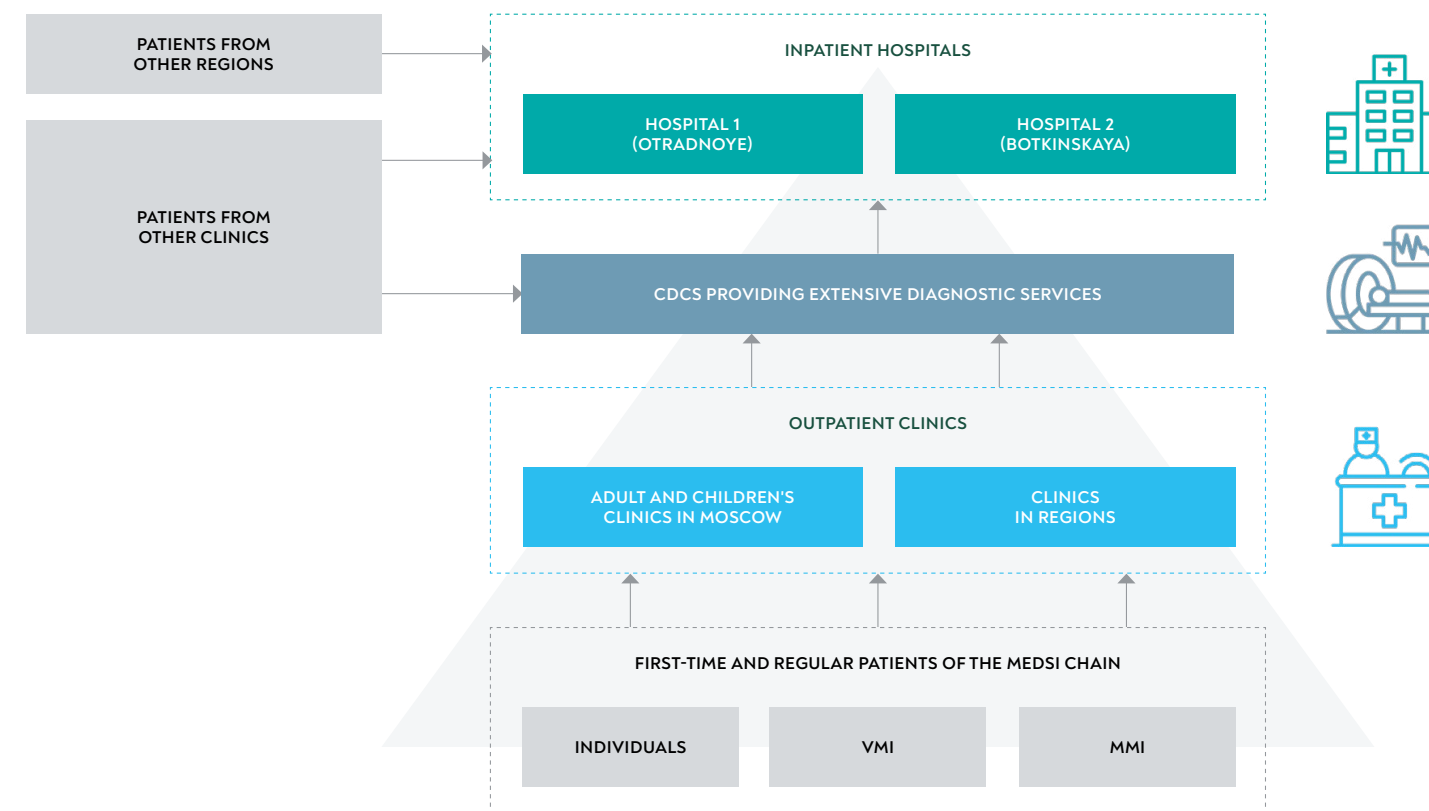 PATIENTS FROM
OTHER REGIONS
PATIENTS FROM
OTHER CLINICS
INPATIENT HOSPITALS
HOSPITAL 1
(OTRADNOYE)
HOSPITAL 2
(BOTKINSKAYA)
CDCS PROVIDING EXTENSIVE DIAGNOSTIC SERVICES
OUTPATIENT CLINICS
ADULT AND CHILDREN'S
CLINICS IN MOSCOW
CLINICS
IN REGIONS
FIRST-TIME AND REGULAR PATIENTS OF THE MEDSI CHAIN
INDIVIDUALS
VMI
MMI